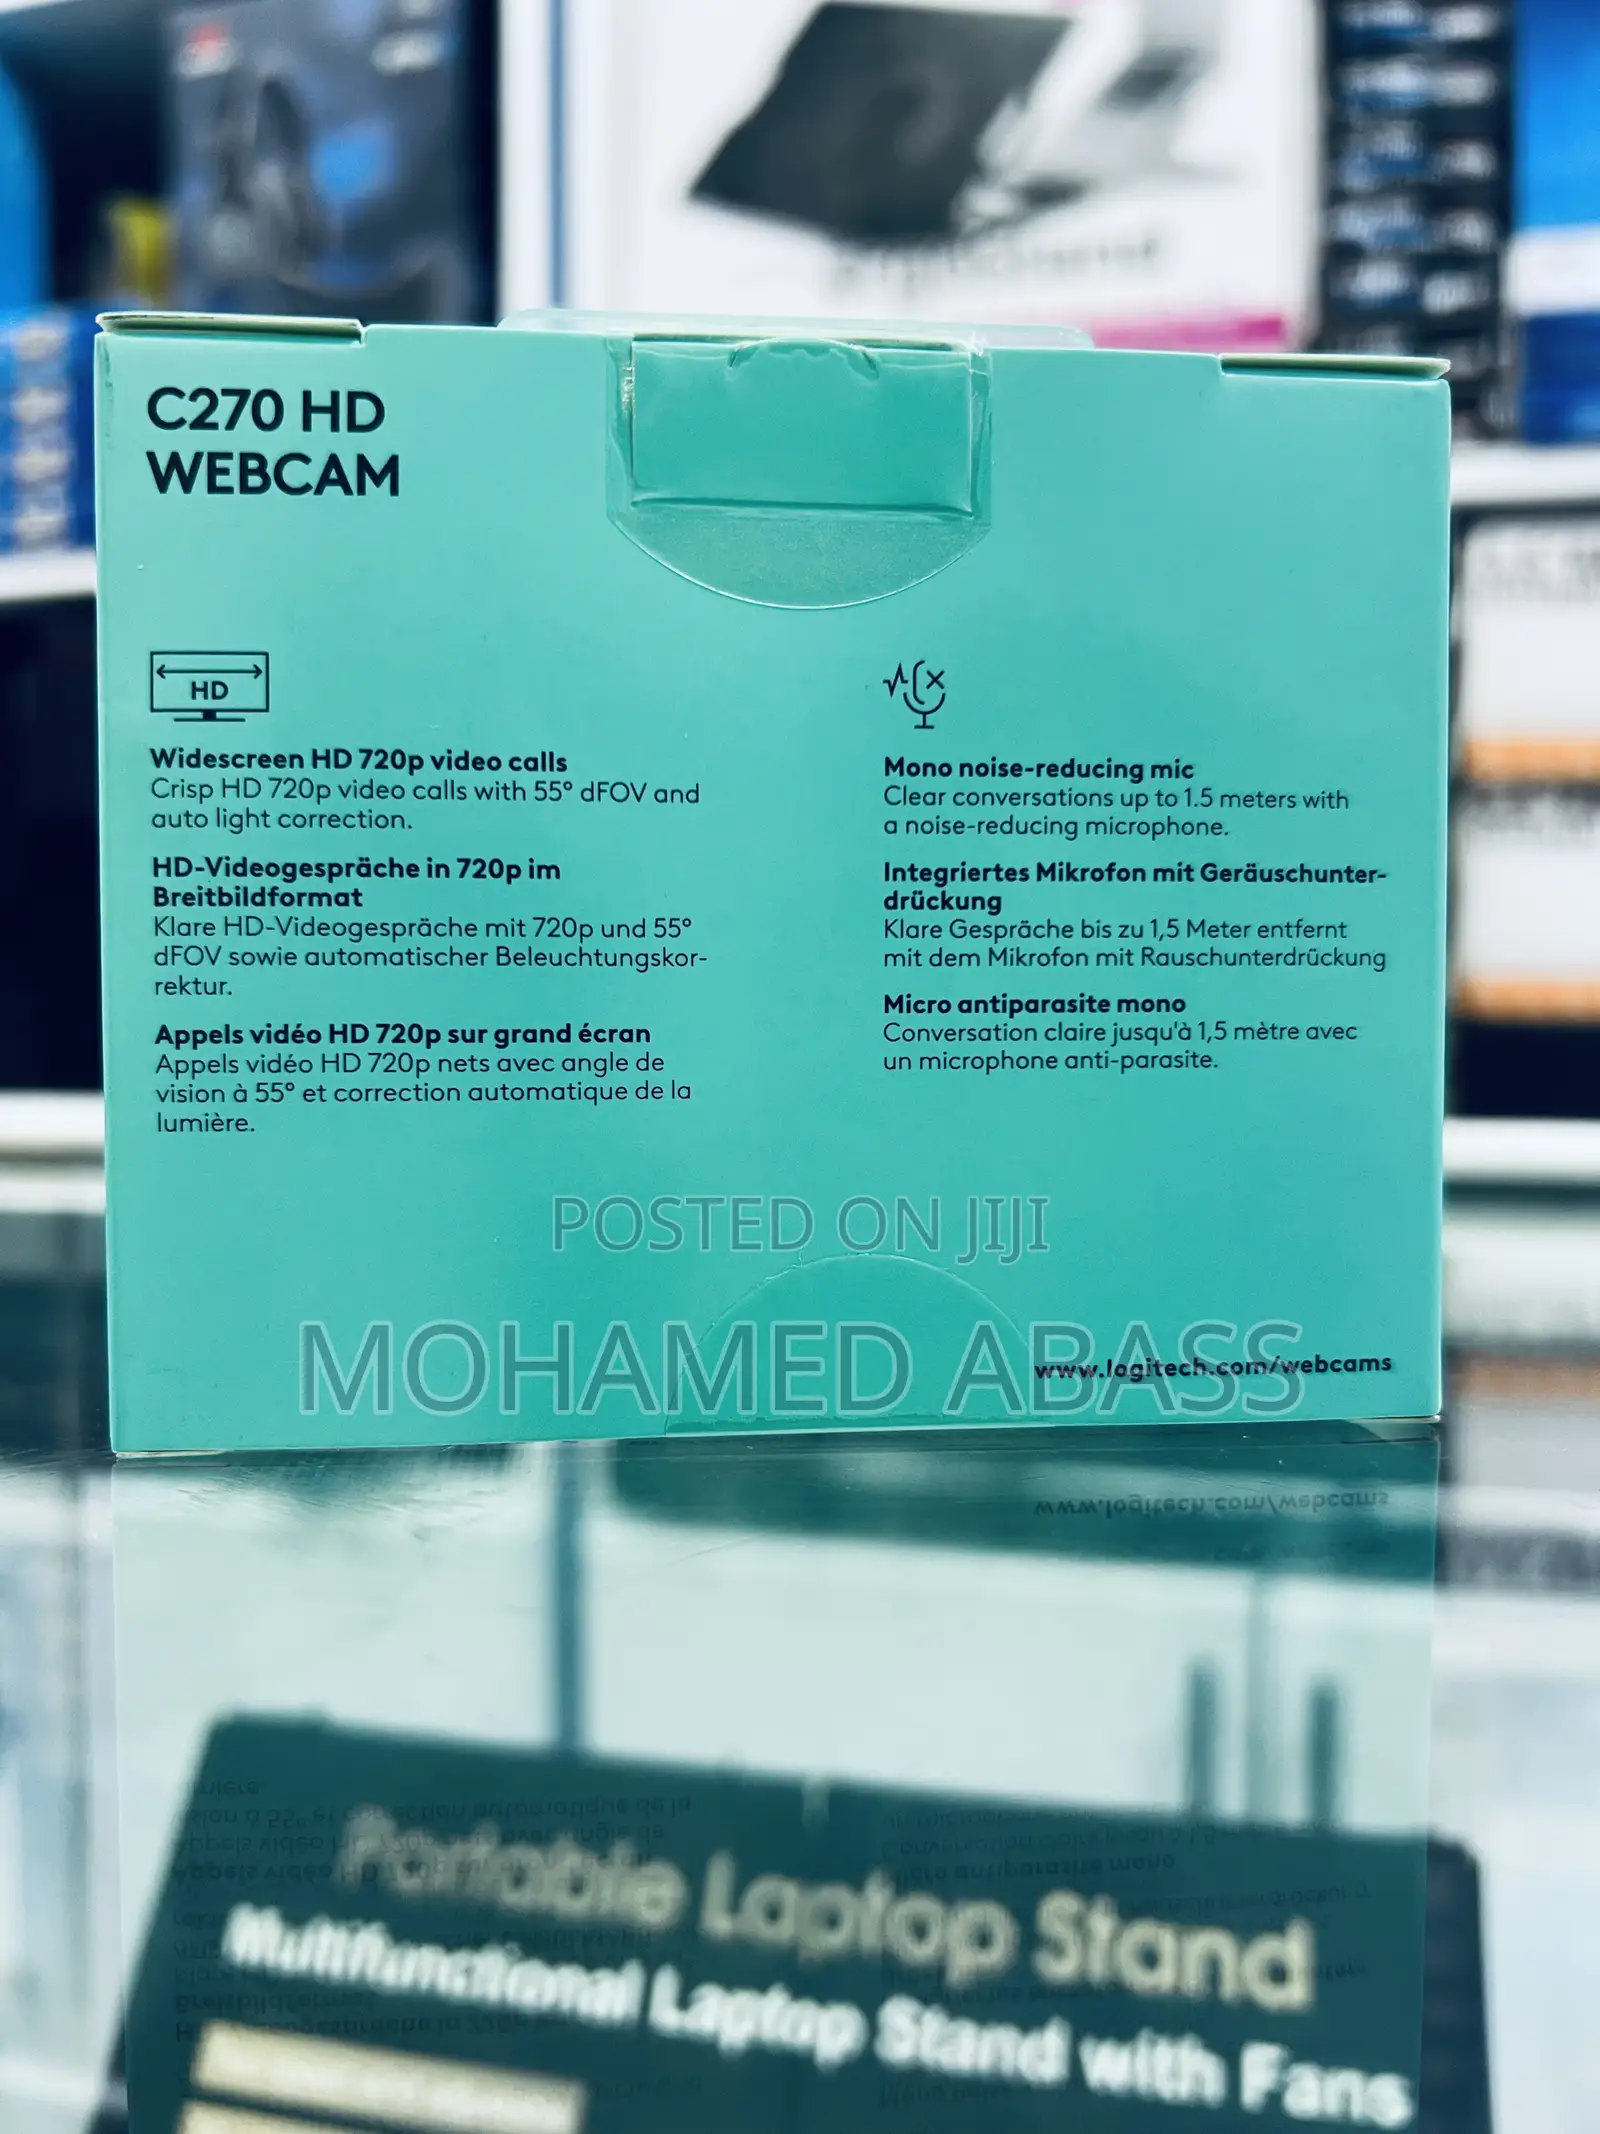 C270 HD
WEBCAM
HD
Widescreen HD 720p video calls
Crisp HD 720p video calls with 55° dFOV and
auto light correction.
HD-Videogespräche in 720p im
Breitbildformat
Klare HD-Videogespräche mit 720p und 55°
dFOV sowie automatischer Beleuchtungskor-
rektur.
Appels vidéo HD 720p sur grand écran
Appels vidéo HD 720p nets avec angle de
vision à 55° et correction automatique de la
lumière.
Mono noise-reducing mic
Clear conversations up to 1.5 meters with
a noise-reducing microphone.
Integriertes Mikrofon mit Geräuschunter-
drückung
Klare Gespräche bis zu 1,5 Meter entfernt
mit dem Mikrofon mit Rauschunterdrückung
Micro antiparasite mono
Conversation claire jusqu'à 1,5 mètre avec
un microphone anti-parasite.
POSTED ON JIJI
MOHAMED ABASS
www.logitech.com/webcams
www.logitech.com/webcams
Portable Laptop Stand
Multifunctional Laptop Stand with Fans